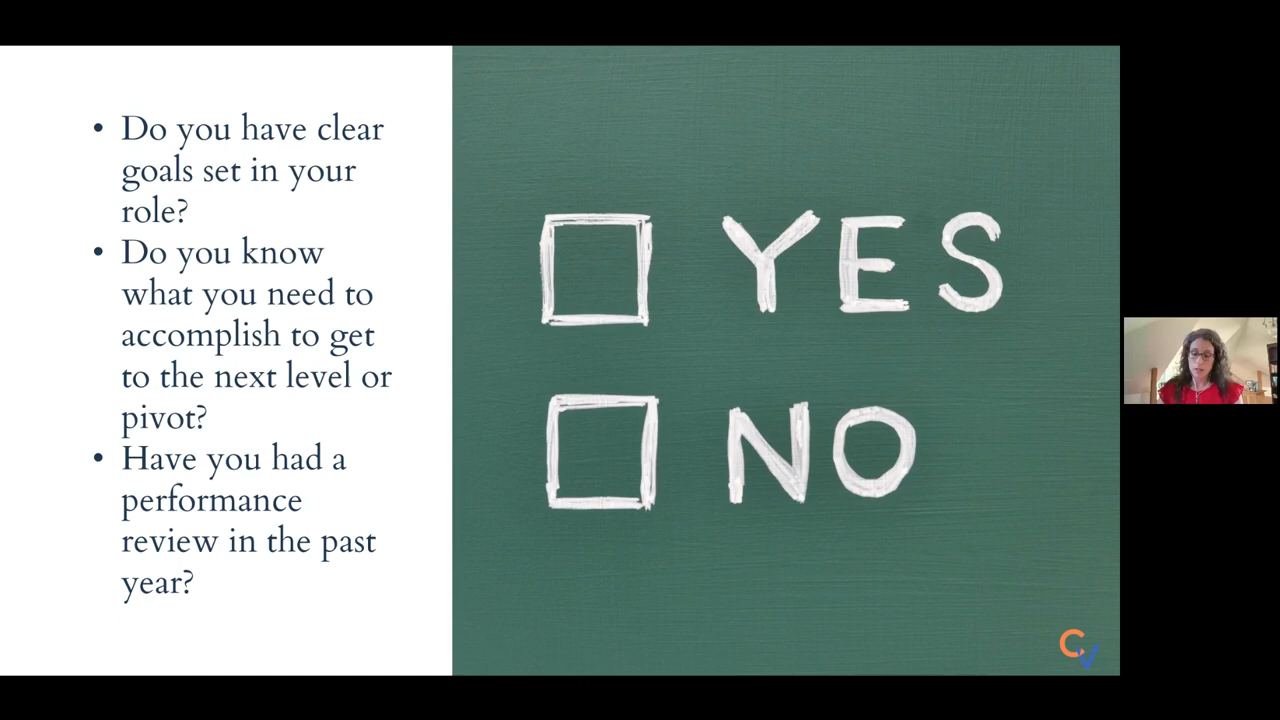 • Do you have clear
goals set in your
role?
• Do you know
what you need to
accomplish to get
to the next level or
pivot?
• Have you had a
performance
review in the past
year?
YES
NO
CV